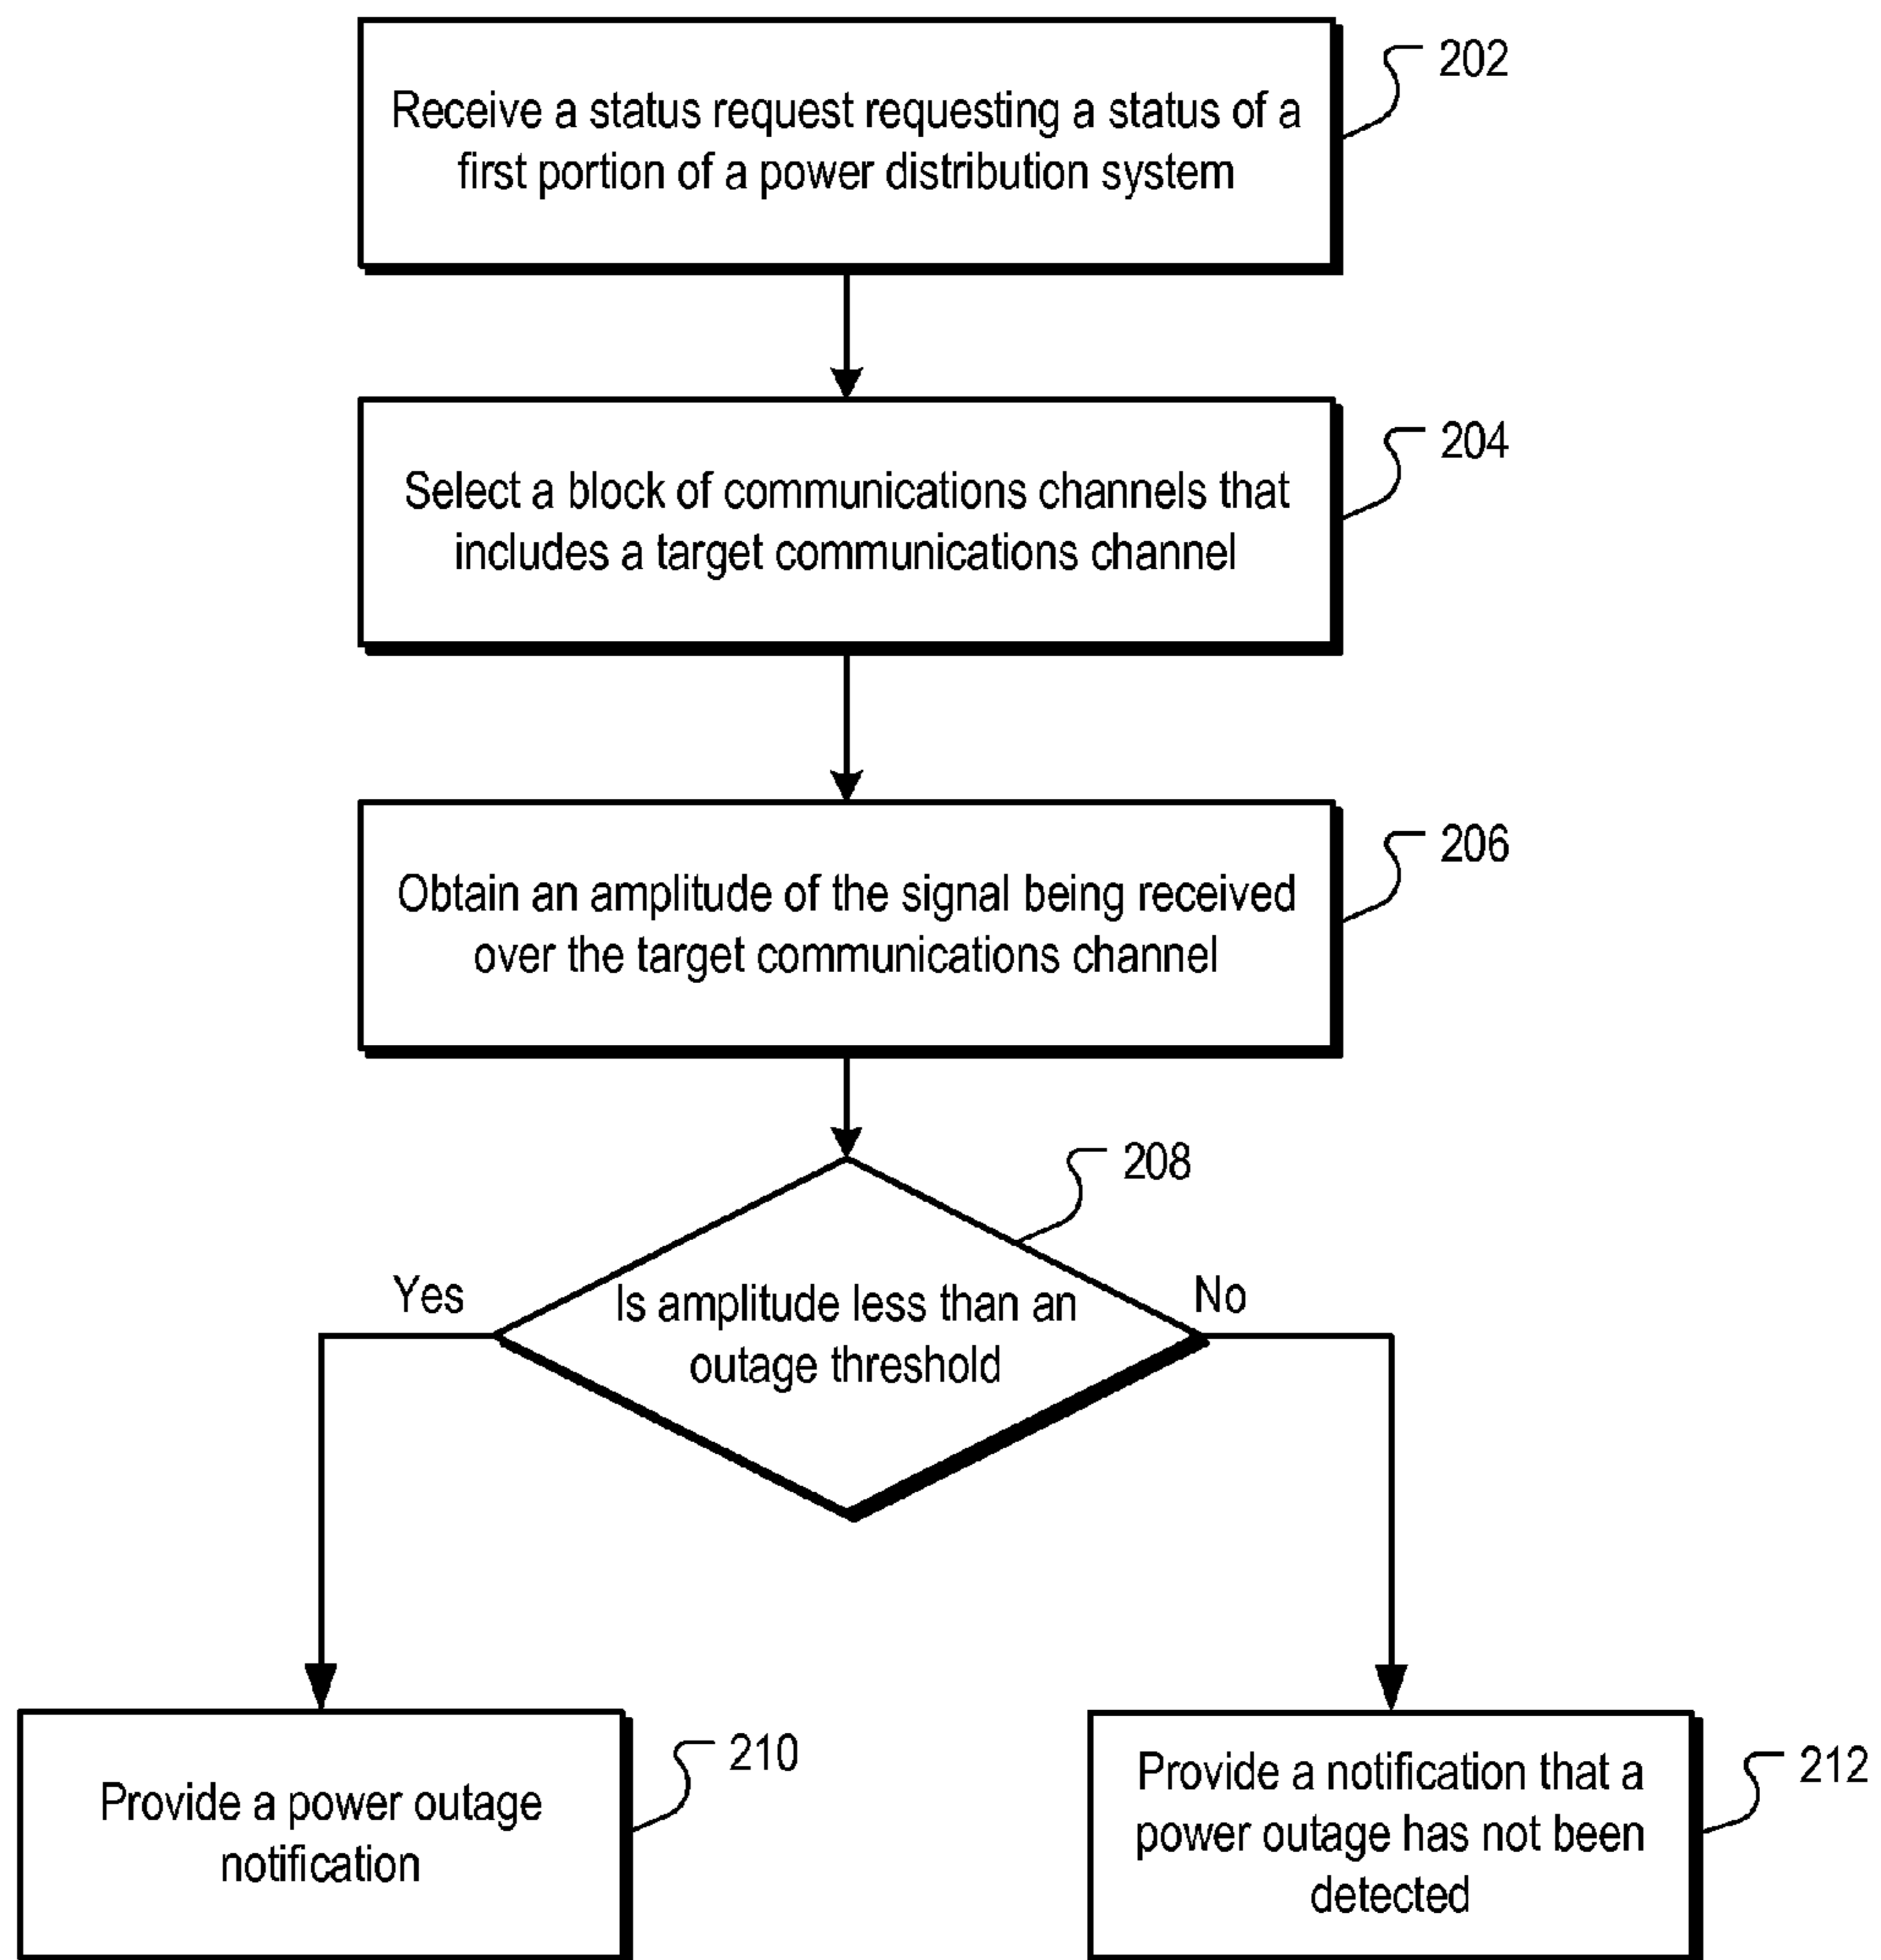 Receive a status request requesting a status of a
first portion of a power distribution system
202
Select a block of communications channels that
includes a target communications channel
204
Obtain an amplitude of the signal being received
over the target communications channel
206
208
Yes
Is amplitude less than an
outage threshold
No
Provide a power outage
notification
210
Provide a notification that a
power outage has not been
detected
212